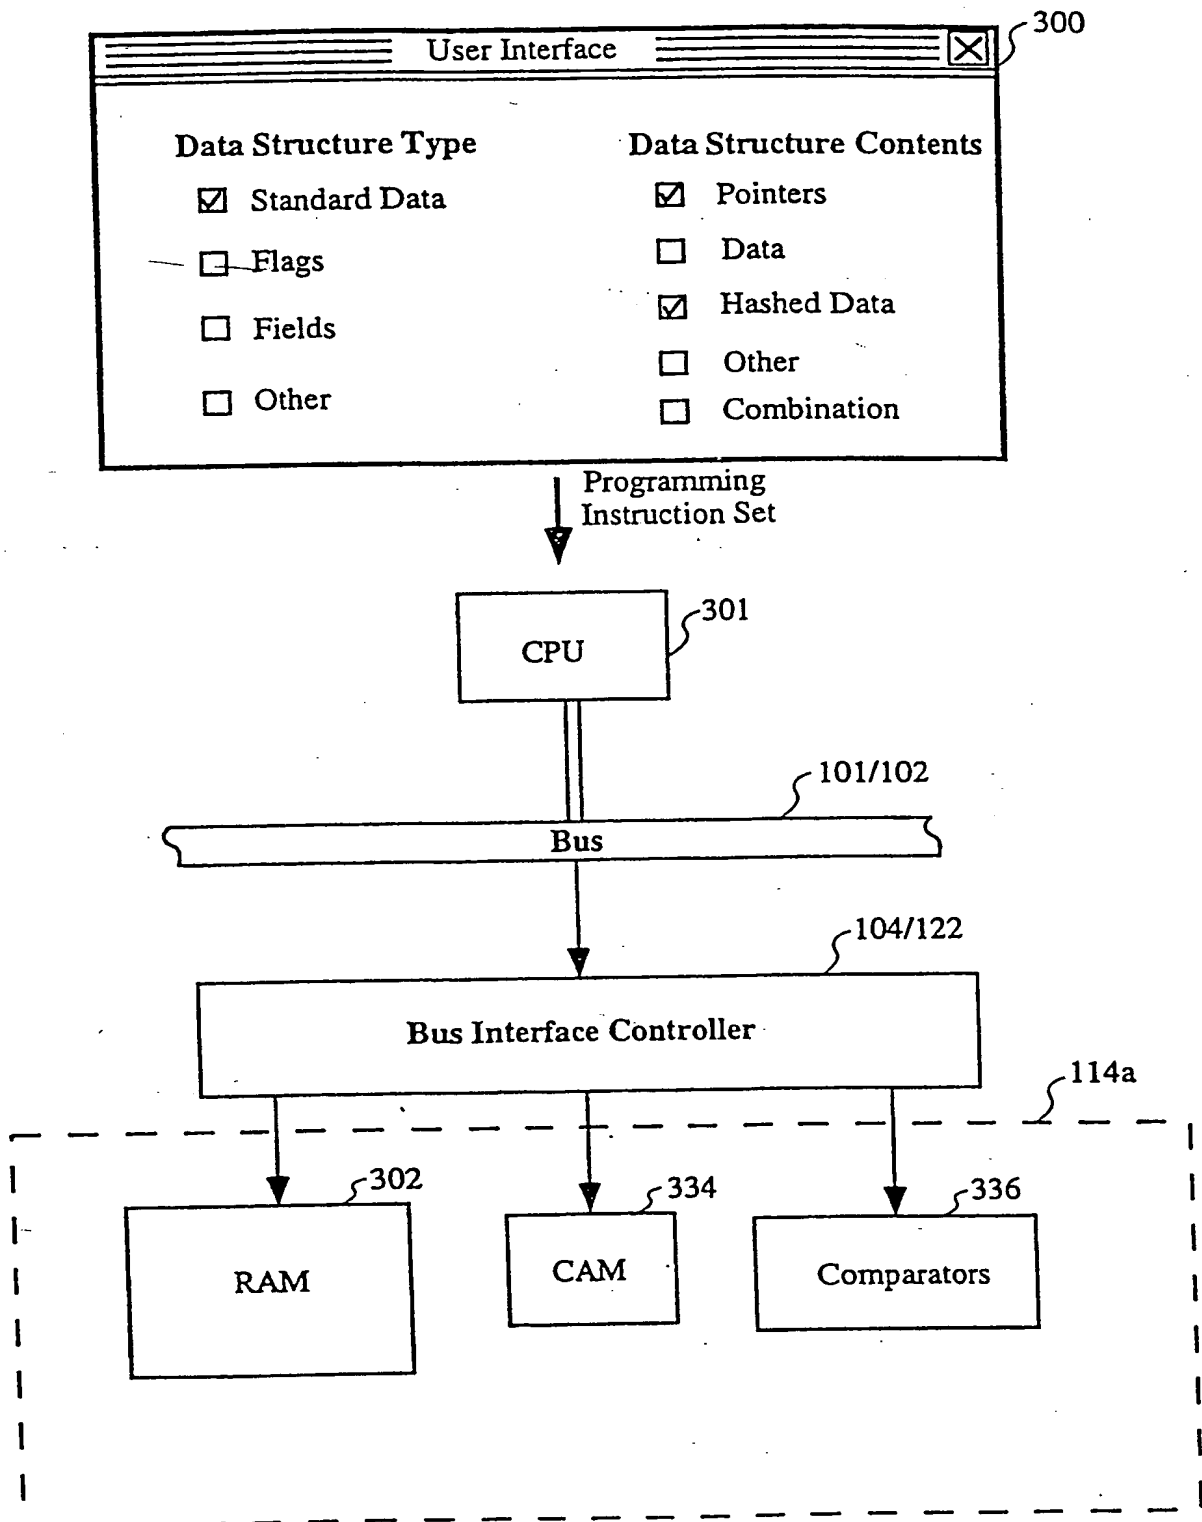 300
User Interface
Data Structure Type
Data Structure Contents
Standard Data
Pointers
Flags
Data
Fields
Hashed Data
Other
Other
Combination
Programming
Instruction Set
CPU
301
101/102
Bus
104/122
Bus Interface Controller
114a
302
334
336
RAM
CAM
Comparators